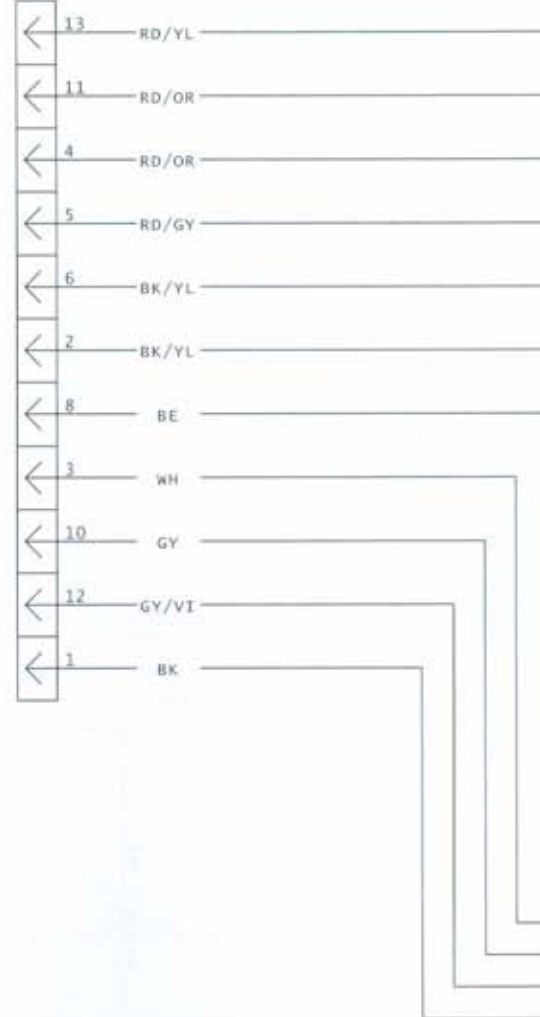 13 RD/YL
11 RD/OR
4 RD/OR
5 RD/GY
6 BK/YL
2 BK/YL
8 BE
3 WH
10 GY
12 GY/VI
1 BK